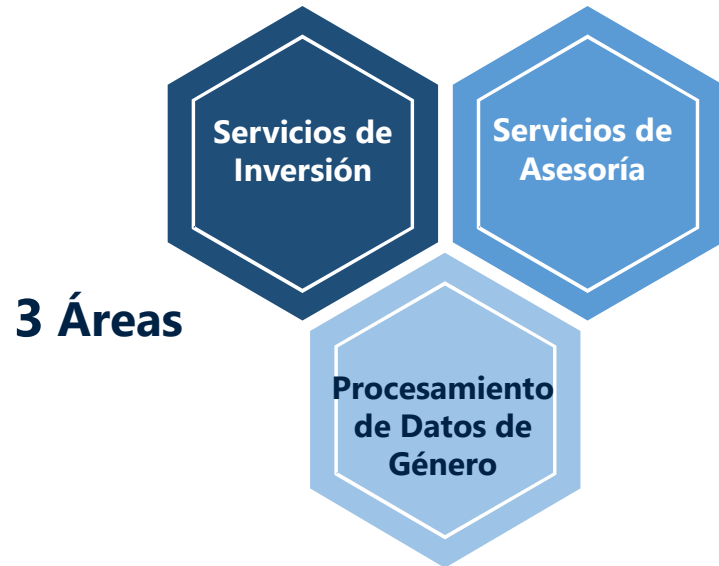 Servicios de
Inversión
Servicios de
Asesoría
3 Áreas
Procesamiento
de Datos de
Género